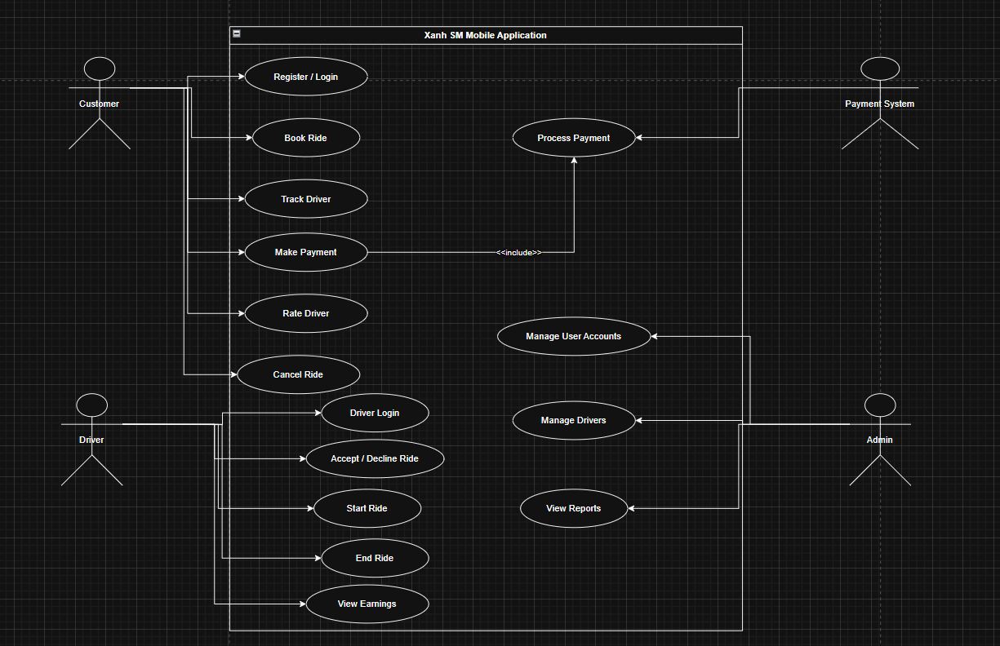 Xanh SM Mobile Application
Customer
Register / Login
Payment System
Book Ride
Process Payment
Track Driver
Make Payment
<<include>>
Rate Driver
Manage User Accounts
Cancel Ride
Driver
Driver Login
Manage Drivers
Admin
Accept / Decline Ride
Start Ride
View Reports
End Ride
View Earnings